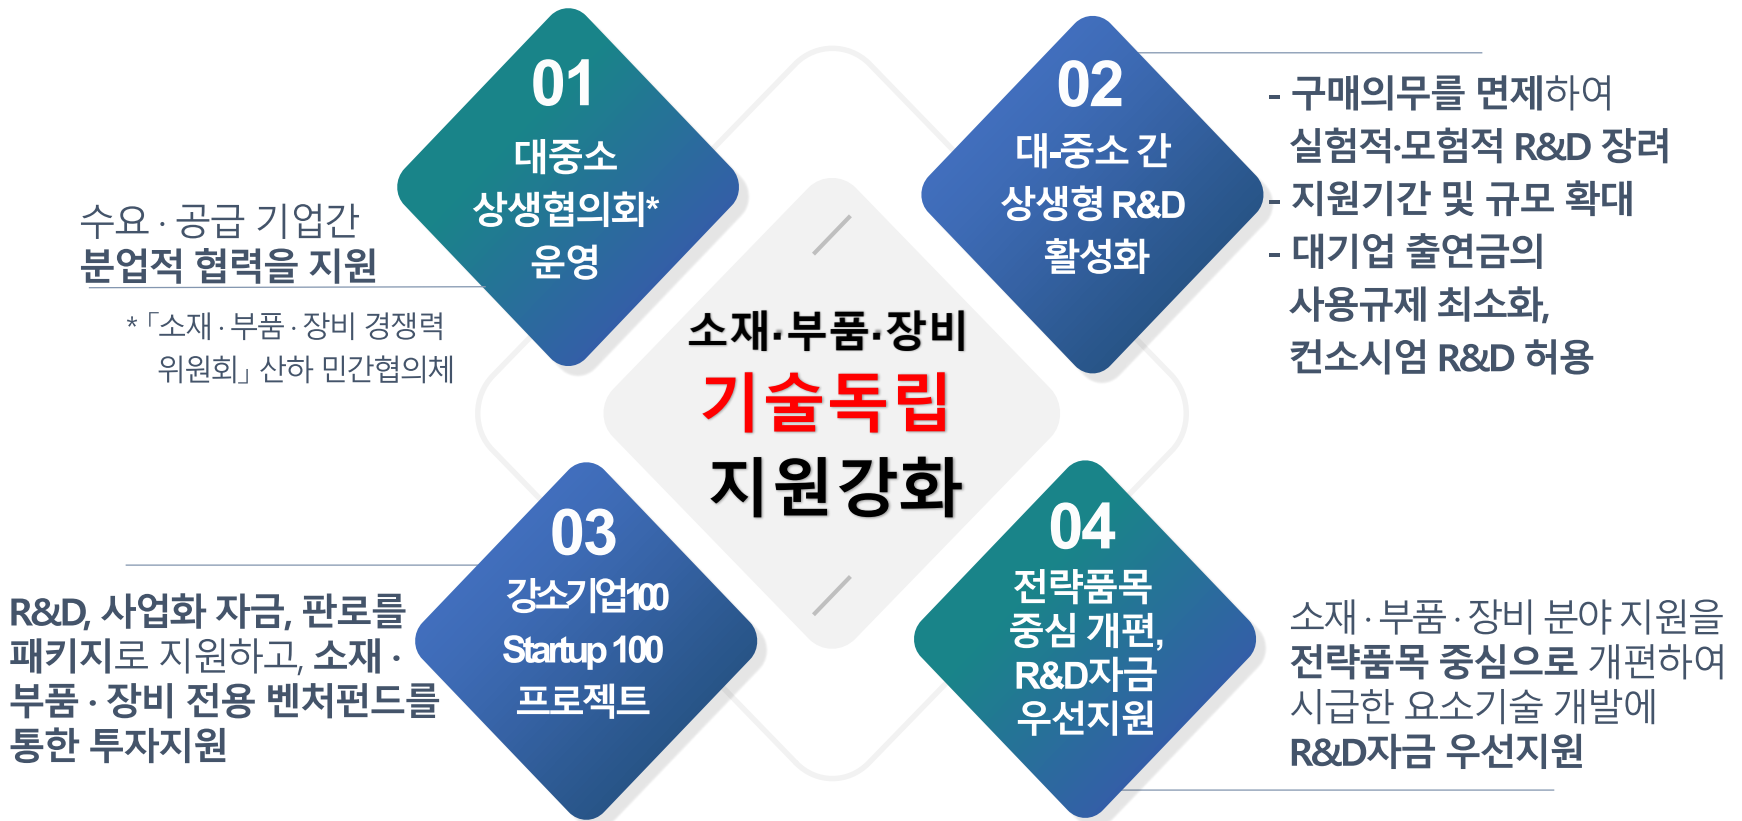 01
대중소
상생협의회*
운영
수요 · 공급 기업간
분업적 협력을 지원
* 「소재 · 부품 · 장비 경쟁력
위원회」 산하 민간협의체
02
대-중소 간
상생형 R&D
활성화
- 구매의무를 면제하여
실험적·모험적 R&D 장려
- 지원기간 및 규모 확대
- 대기업 출연금의
사용규제 최소화,
컨소시엄 R&D 허용
소재·부품·장비
기술독립
지원강화
03
강소기업100
Startup 100
프로젝트
R&D, 사업화 자금, 판로를
패키지로 지원하고, 소재 ·
부품 · 장비 전용 벤처펀드를
통한 투자지원
04
전략품목
중심 개편,
R&D자금
우선지원
소재 · 부품 · 장비 분야 지원을
전략품목 중심으로 개편하여
시급한 요소기술 개발에
R&D자금 우선지원